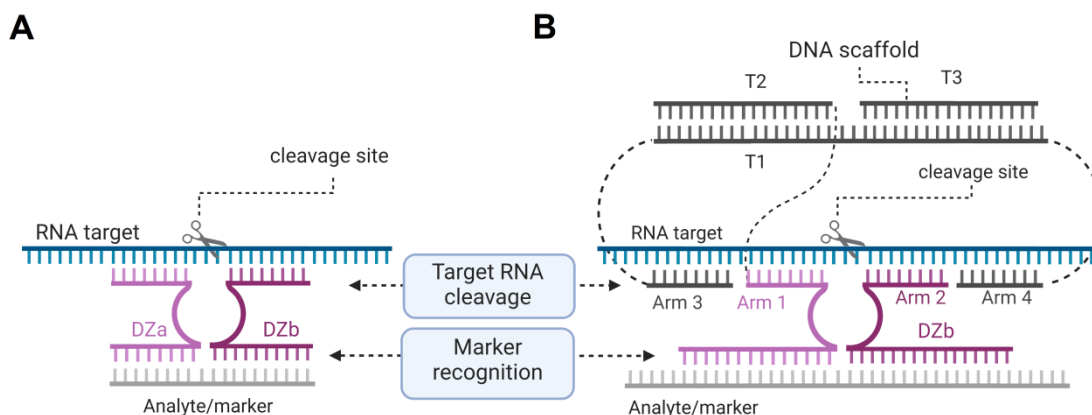 A
cleavage site
RNA target
DZa
DZb
Analyte/marker
Target RNA
cleavage
Marker
recognition
B
DNA scaffold
T2
T3
T1
cleavage site
RNA target
Arm 3
Arm 1
Arm 2
Arm 4
DZb
Analyte/marker